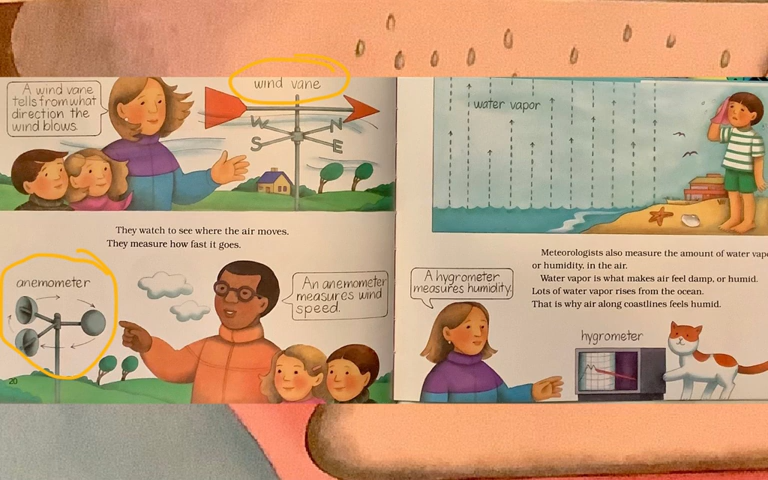 A wind vane
tells from what
direction the
wind blows.
wind vane
W
N
S
E
They watch to see where the air moves.
They measure how fast it goes.
anemometer
An anemometer
measures wind
speed.
20
water vapor
Meteorologists also measure the amount of water vapo
or humidity, in the air.
Water vapor is what makes air feel damp, or humid.
Lots of water vapor rises from the ocean.
That is why air along coastlines feels humid.
A hygrometer
measures humidity.
hygrometer